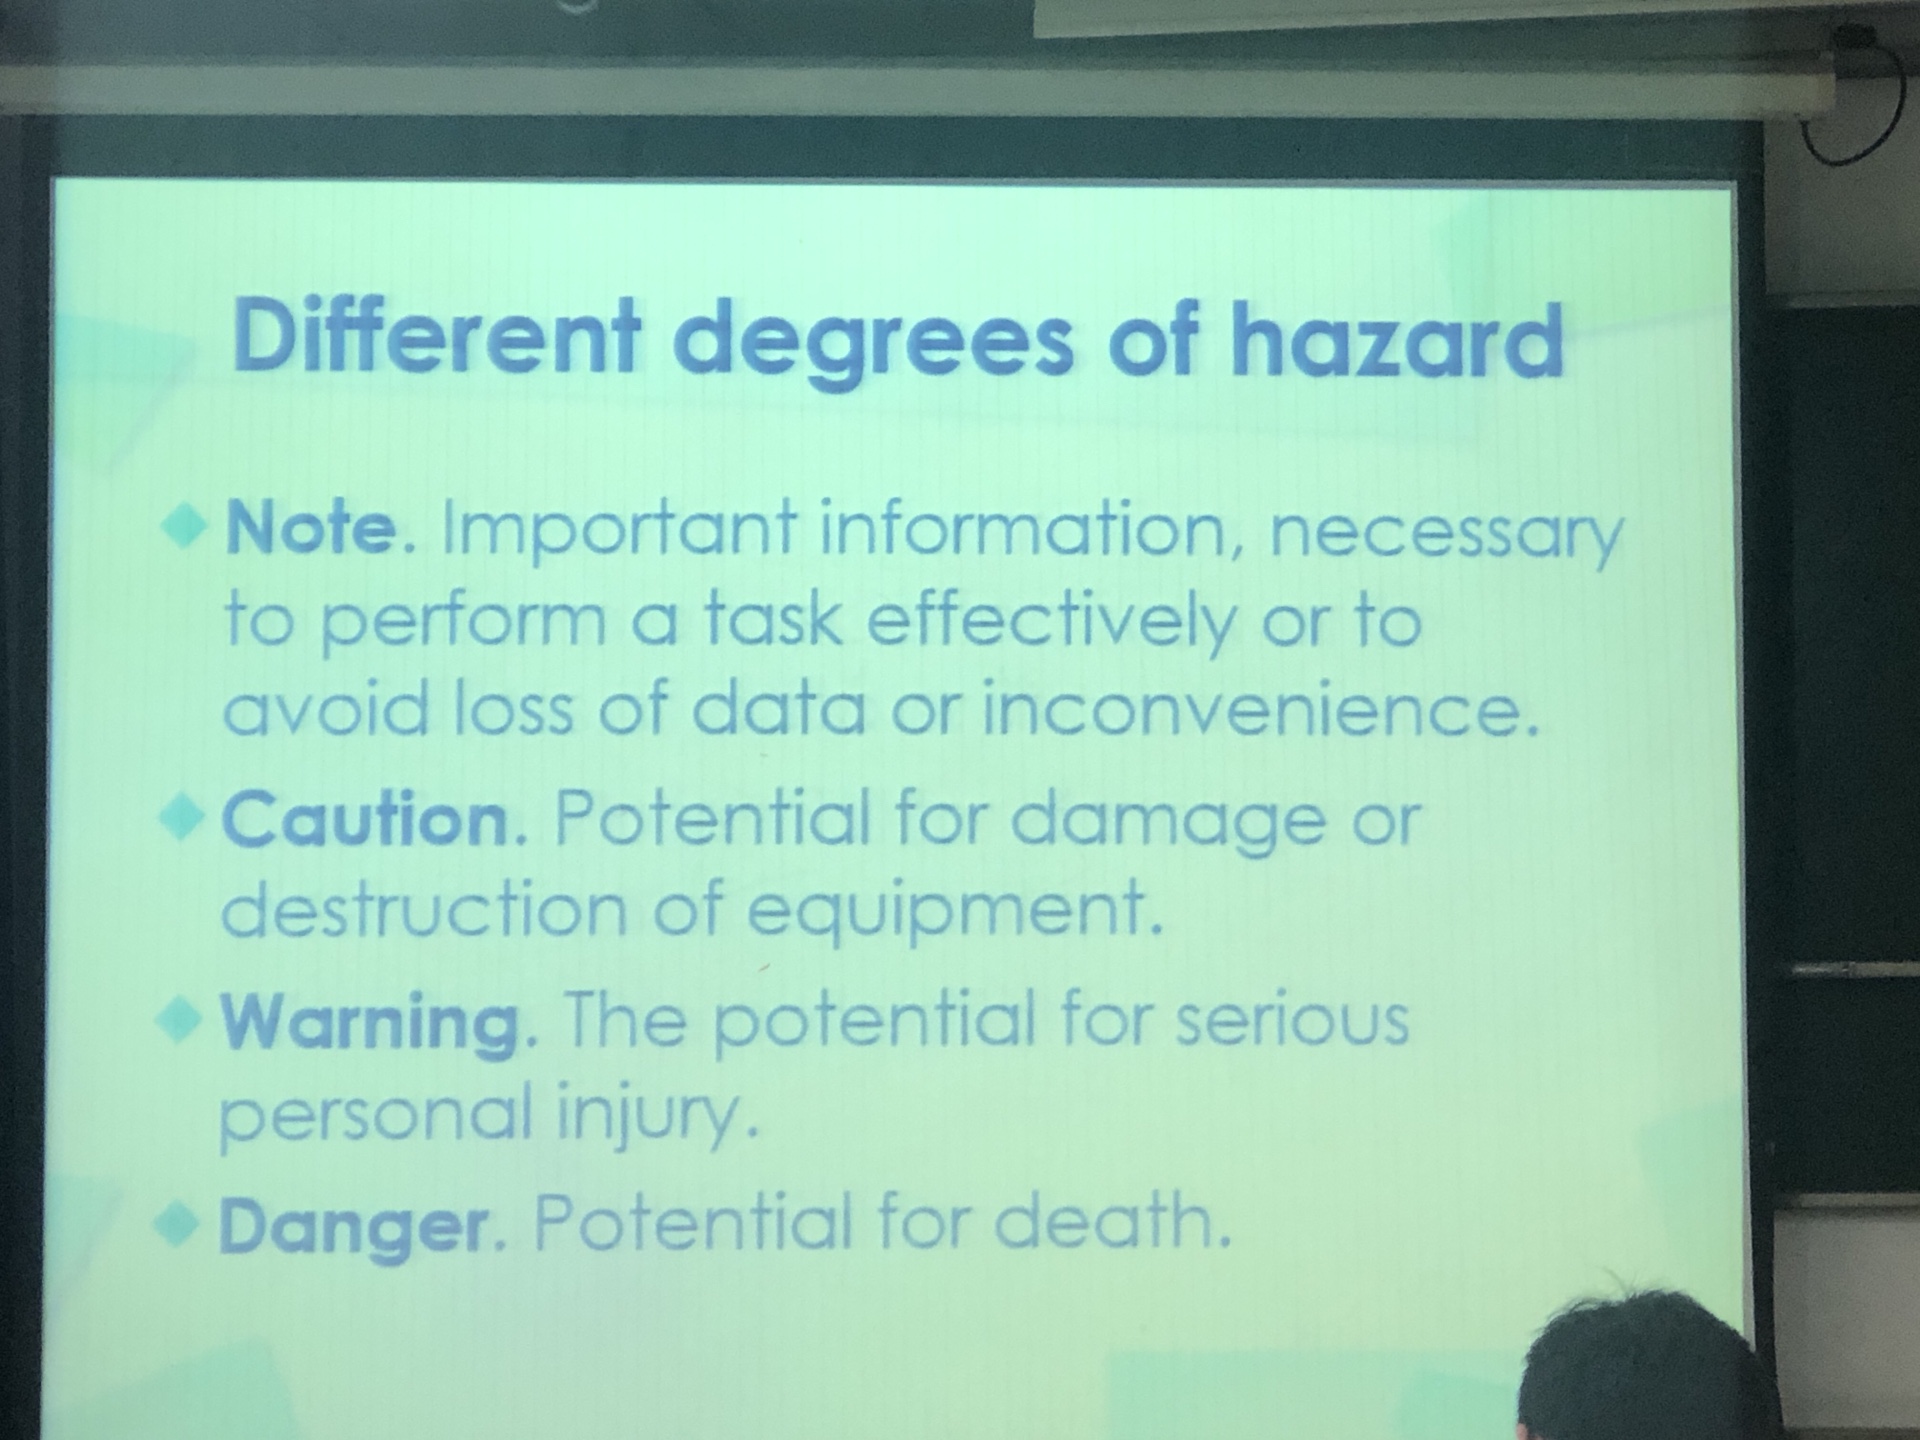 Different degrees of hazard
Note. Important information, necessary
to perform a task effectively or to
avoid loss of data or inconvenience.
Caution. Potential for damage or
destruction of equipment.
Warning. The potential for serious
personal injury.
Danger. Potential for death.